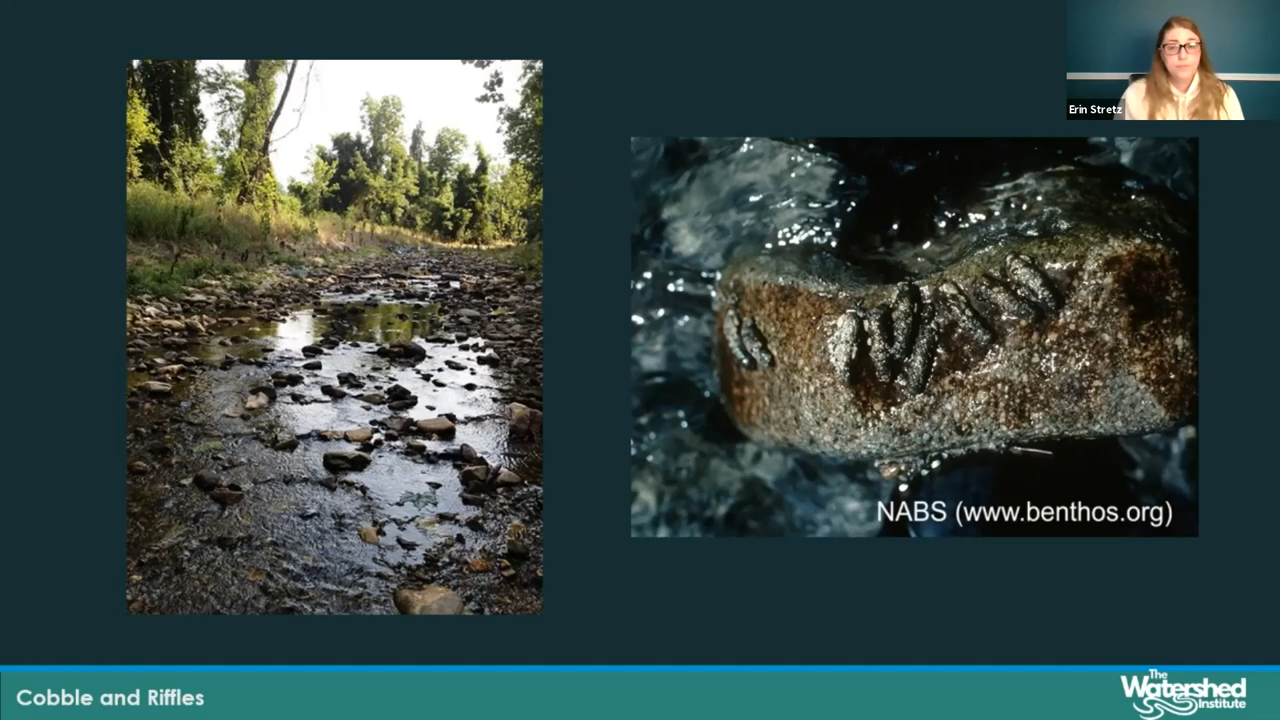 Erin Stretz
NABS (www.benthos.org)
Cobble and Riffles
The
Watershed
Institute